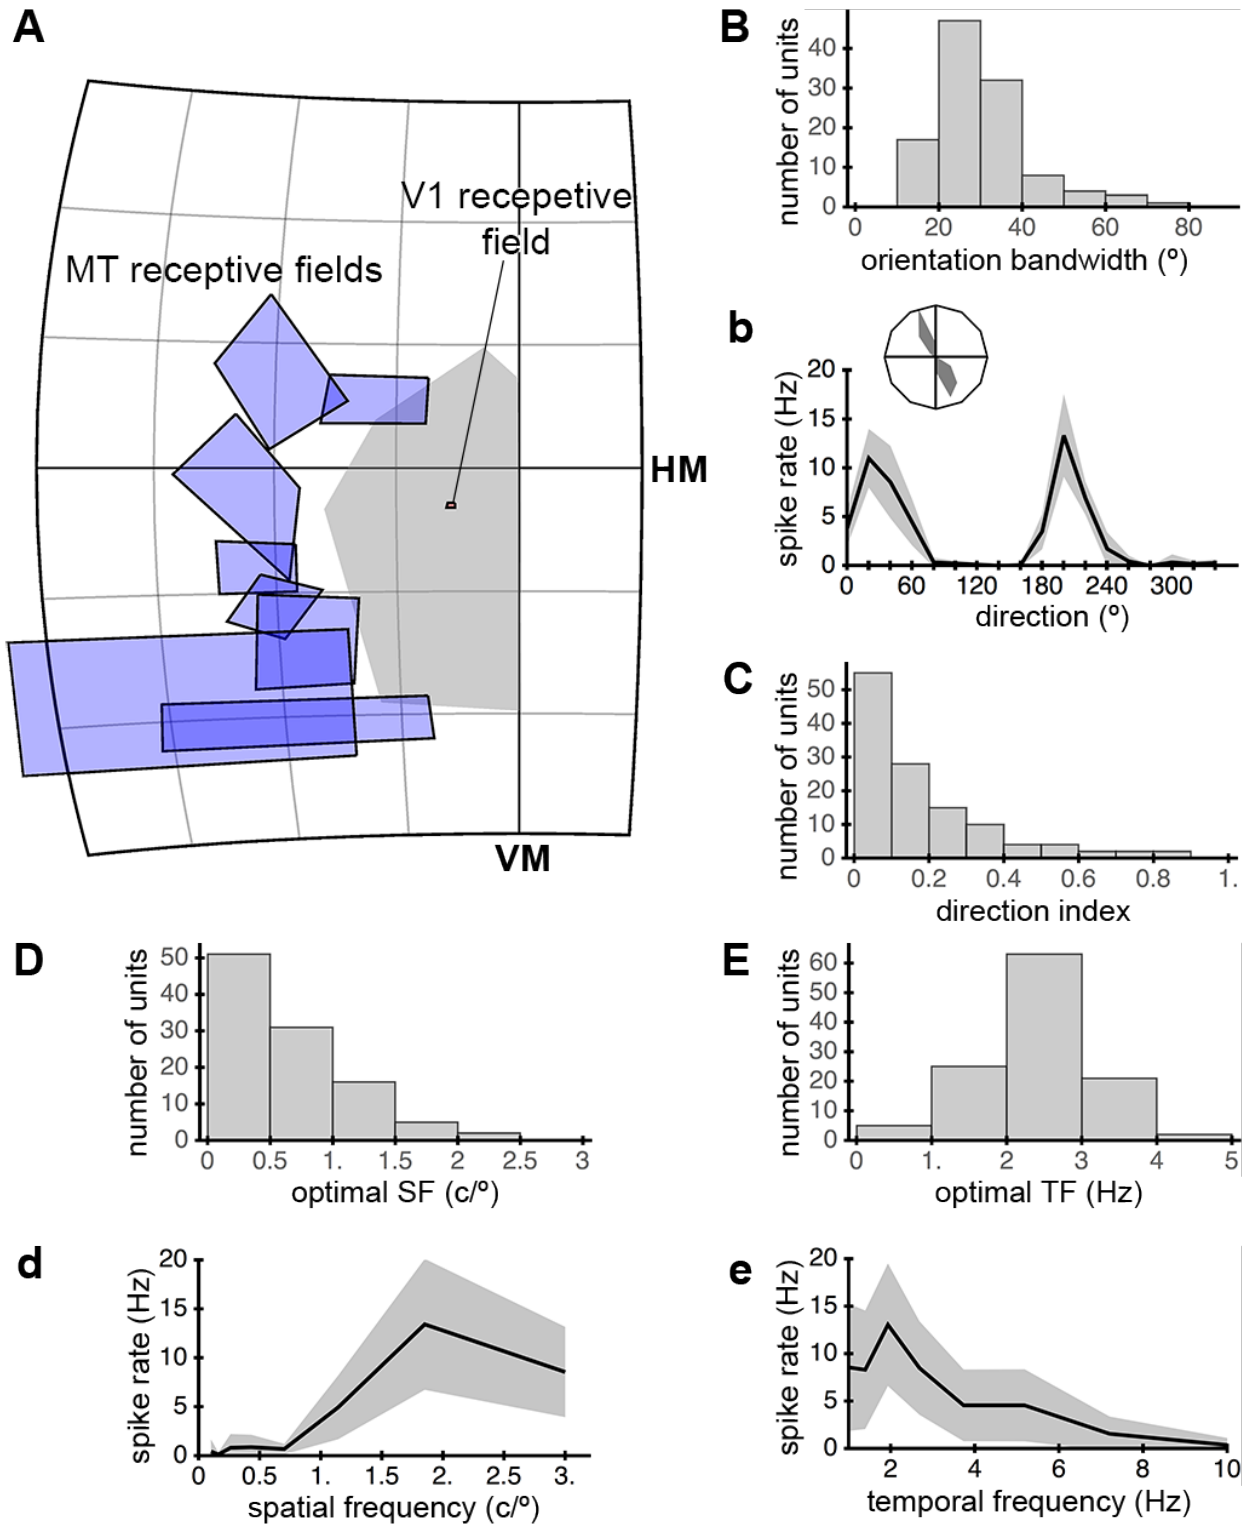 A
V1 recepetive
field
MT receptive fields
HM
VM
B
number of units
40
30
20
10
0
0 20 40 60 80
orientation bandwidth (º)
b
spike rate (Hz)
20
15
10
5
0
0 60 120 180 240 300
direction (º)
C
number of units
50
40
30
20
10
0
0 0.2 0.4 0.6 0.8 1.
direction index
D
number of units
50
40
30
20
10
0
0 0.5 1. 1.5 2 2.5 3
optimal SF (c/º)
E
number of units
60
50
40
30
20
10
0
0 1. 2 3 4 5
optimal TF (Hz)
d
spike rate (Hz)
20
15
10
5
0
0 0.5 1. 1.5 2. 2.5 3.
spatial frequency (c/º)
e
spike rate (Hz)
20
15
10
5
0
2 4 6 8 10
temporal frequency (Hz)